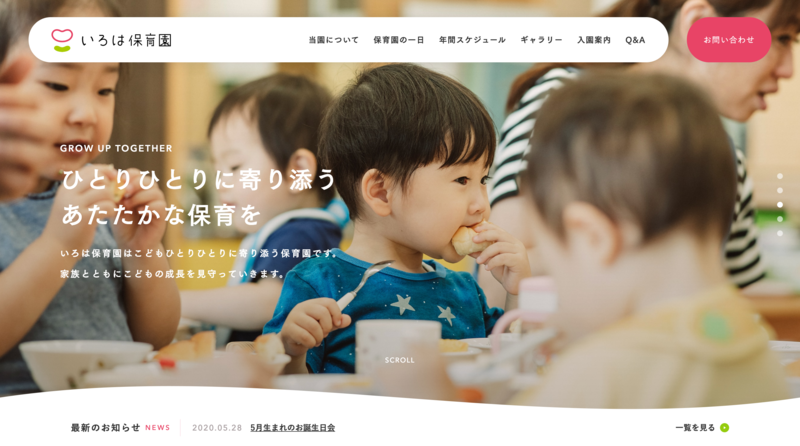 いろは保育園
当園について 保育園の一日 年間スケジュール ギャラリー 入園案内 Q&A
お問い合わせ
GROW UP TOGETHER
ひとりひとりに寄り添う
あたたかな保育を
いろは保育園はこどもひとりひとりに寄り添う保育園です。
家族とともにこどもの成長を見守っていきます。
SCROLL
最新のお知らせ NEWS 2020.05.28 5月生まれのお誕生日会 一覧を見る